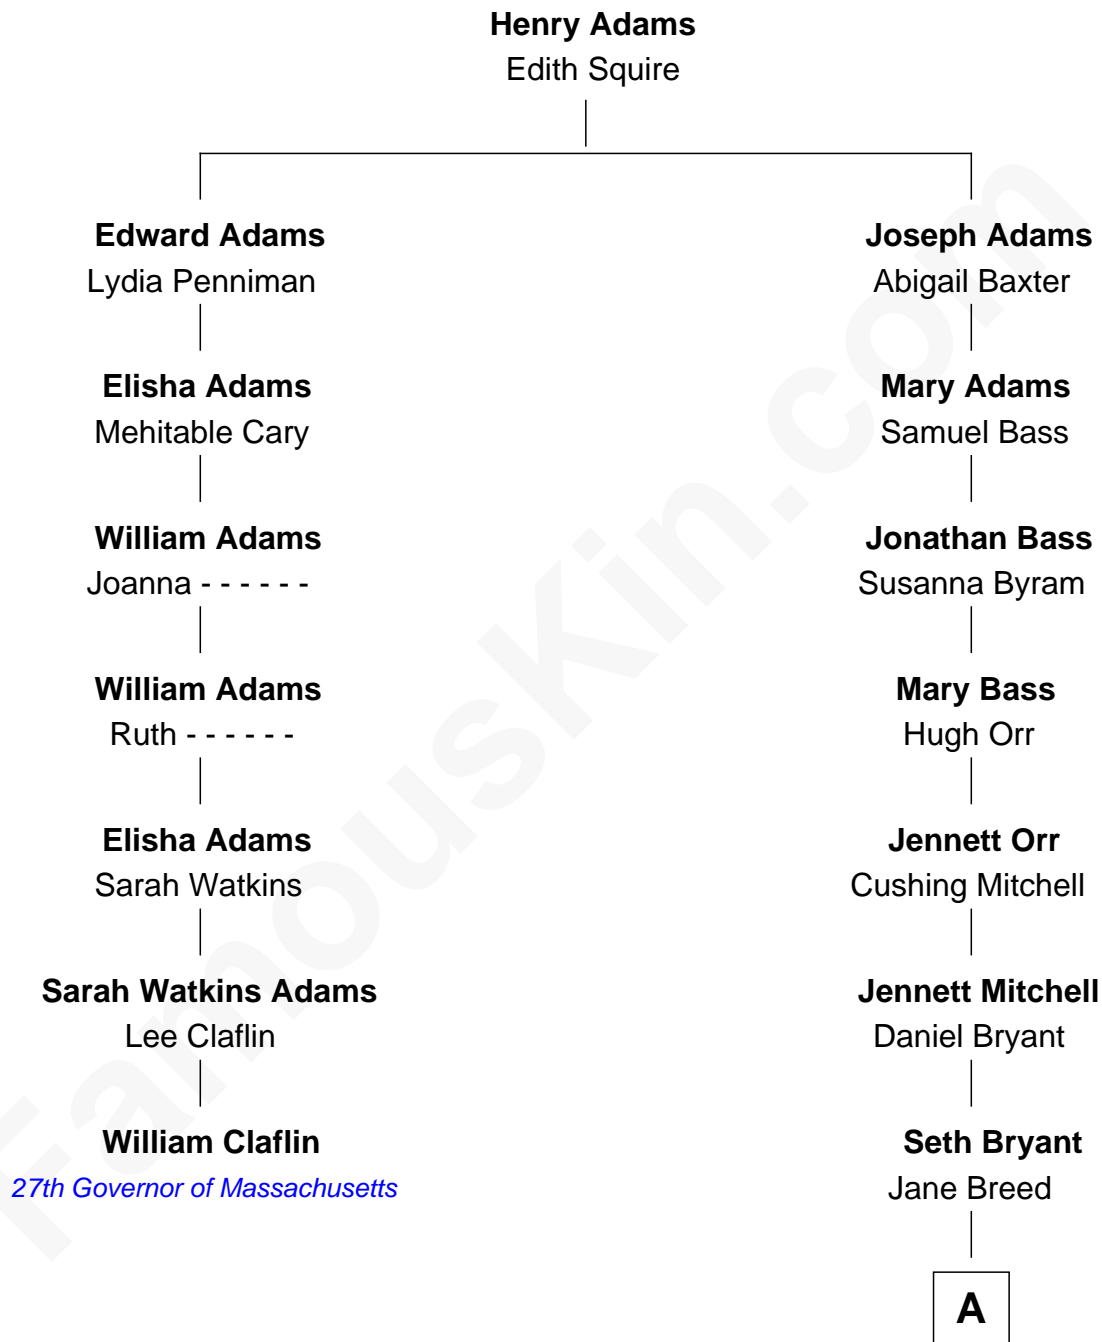 Henry Adams
Edith Squire
Edward Adams
Lydia Penniman
Joseph Adams
Abigail Baxter
Elisha Adams
Mehitable Cary
Mary Adams
Samuel Bass
William Adams
Joanna - - - - - -
Jonathan Bass
Susanna Byram
William Adams
Ruth - - - - - -
Mary Bass
Hugh Orr
Elisha Adams
Sarah Watkins
Jennett Orr
Cushing Mitchell
Sarah Watkins Adams
Lee Claflin
Jennett Mitchell
Daniel Bryant
William Claflin
27th Governor of Massachusetts
Seth Bryant
Jane Breed
A
FamousKin.com